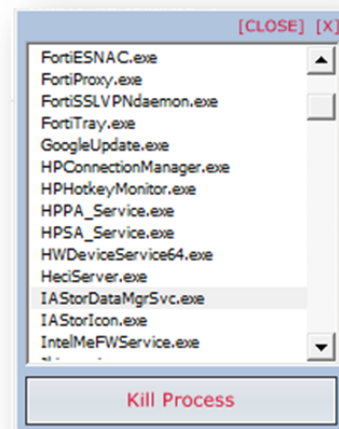 [CLOSE] [X]
FortiESNAC.exe
FortiProxy.exe
FortiSSLVPNdaemon.exe
FortiTray.exe
GoogleUpdate.exe
HPConnectionManager.exe
HPHotkeyMonitor.exe
HPPA_Service.exe
HPSA_Service.exe
HWDeviceService64.exe
HeciServer.exe
IAStorDataMgrSvc.exe
IAStorIcon.exe
IntelMeFWService.exe
Kill Process